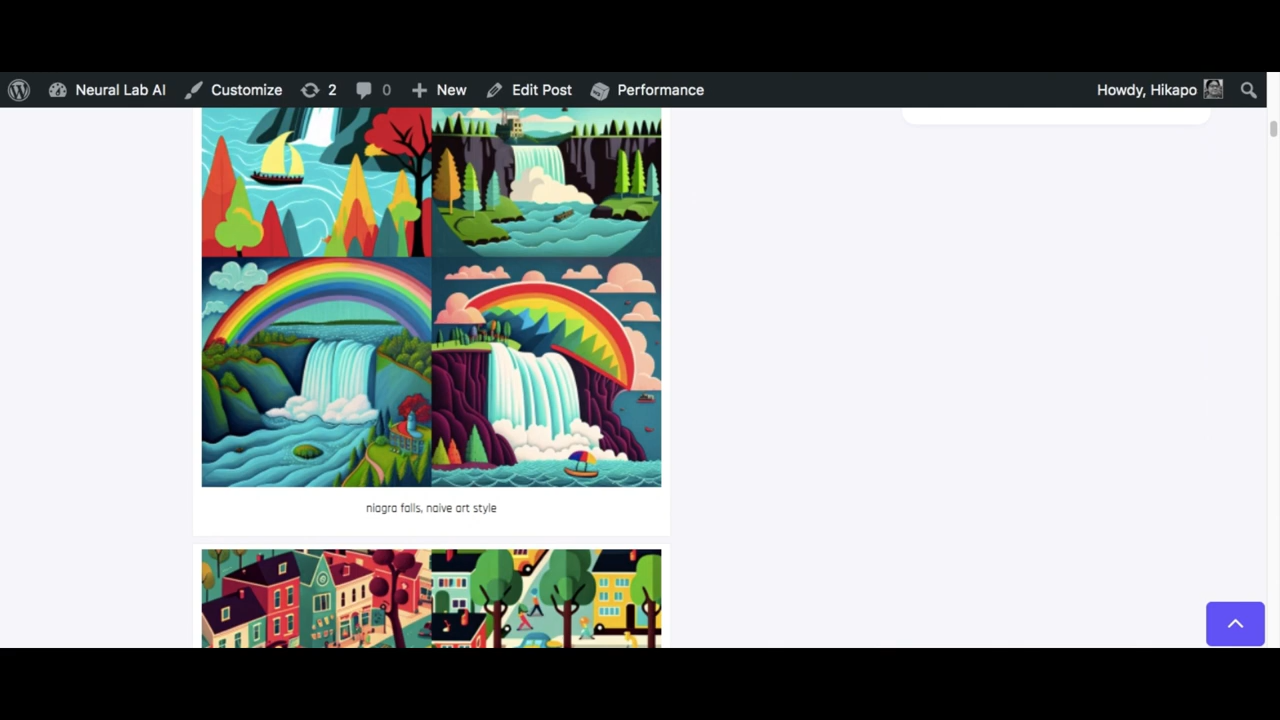 Neural Lab AI Customize 2 0 New Edit Post Performance Howdy, Hikapo
niagra falls, naive art style